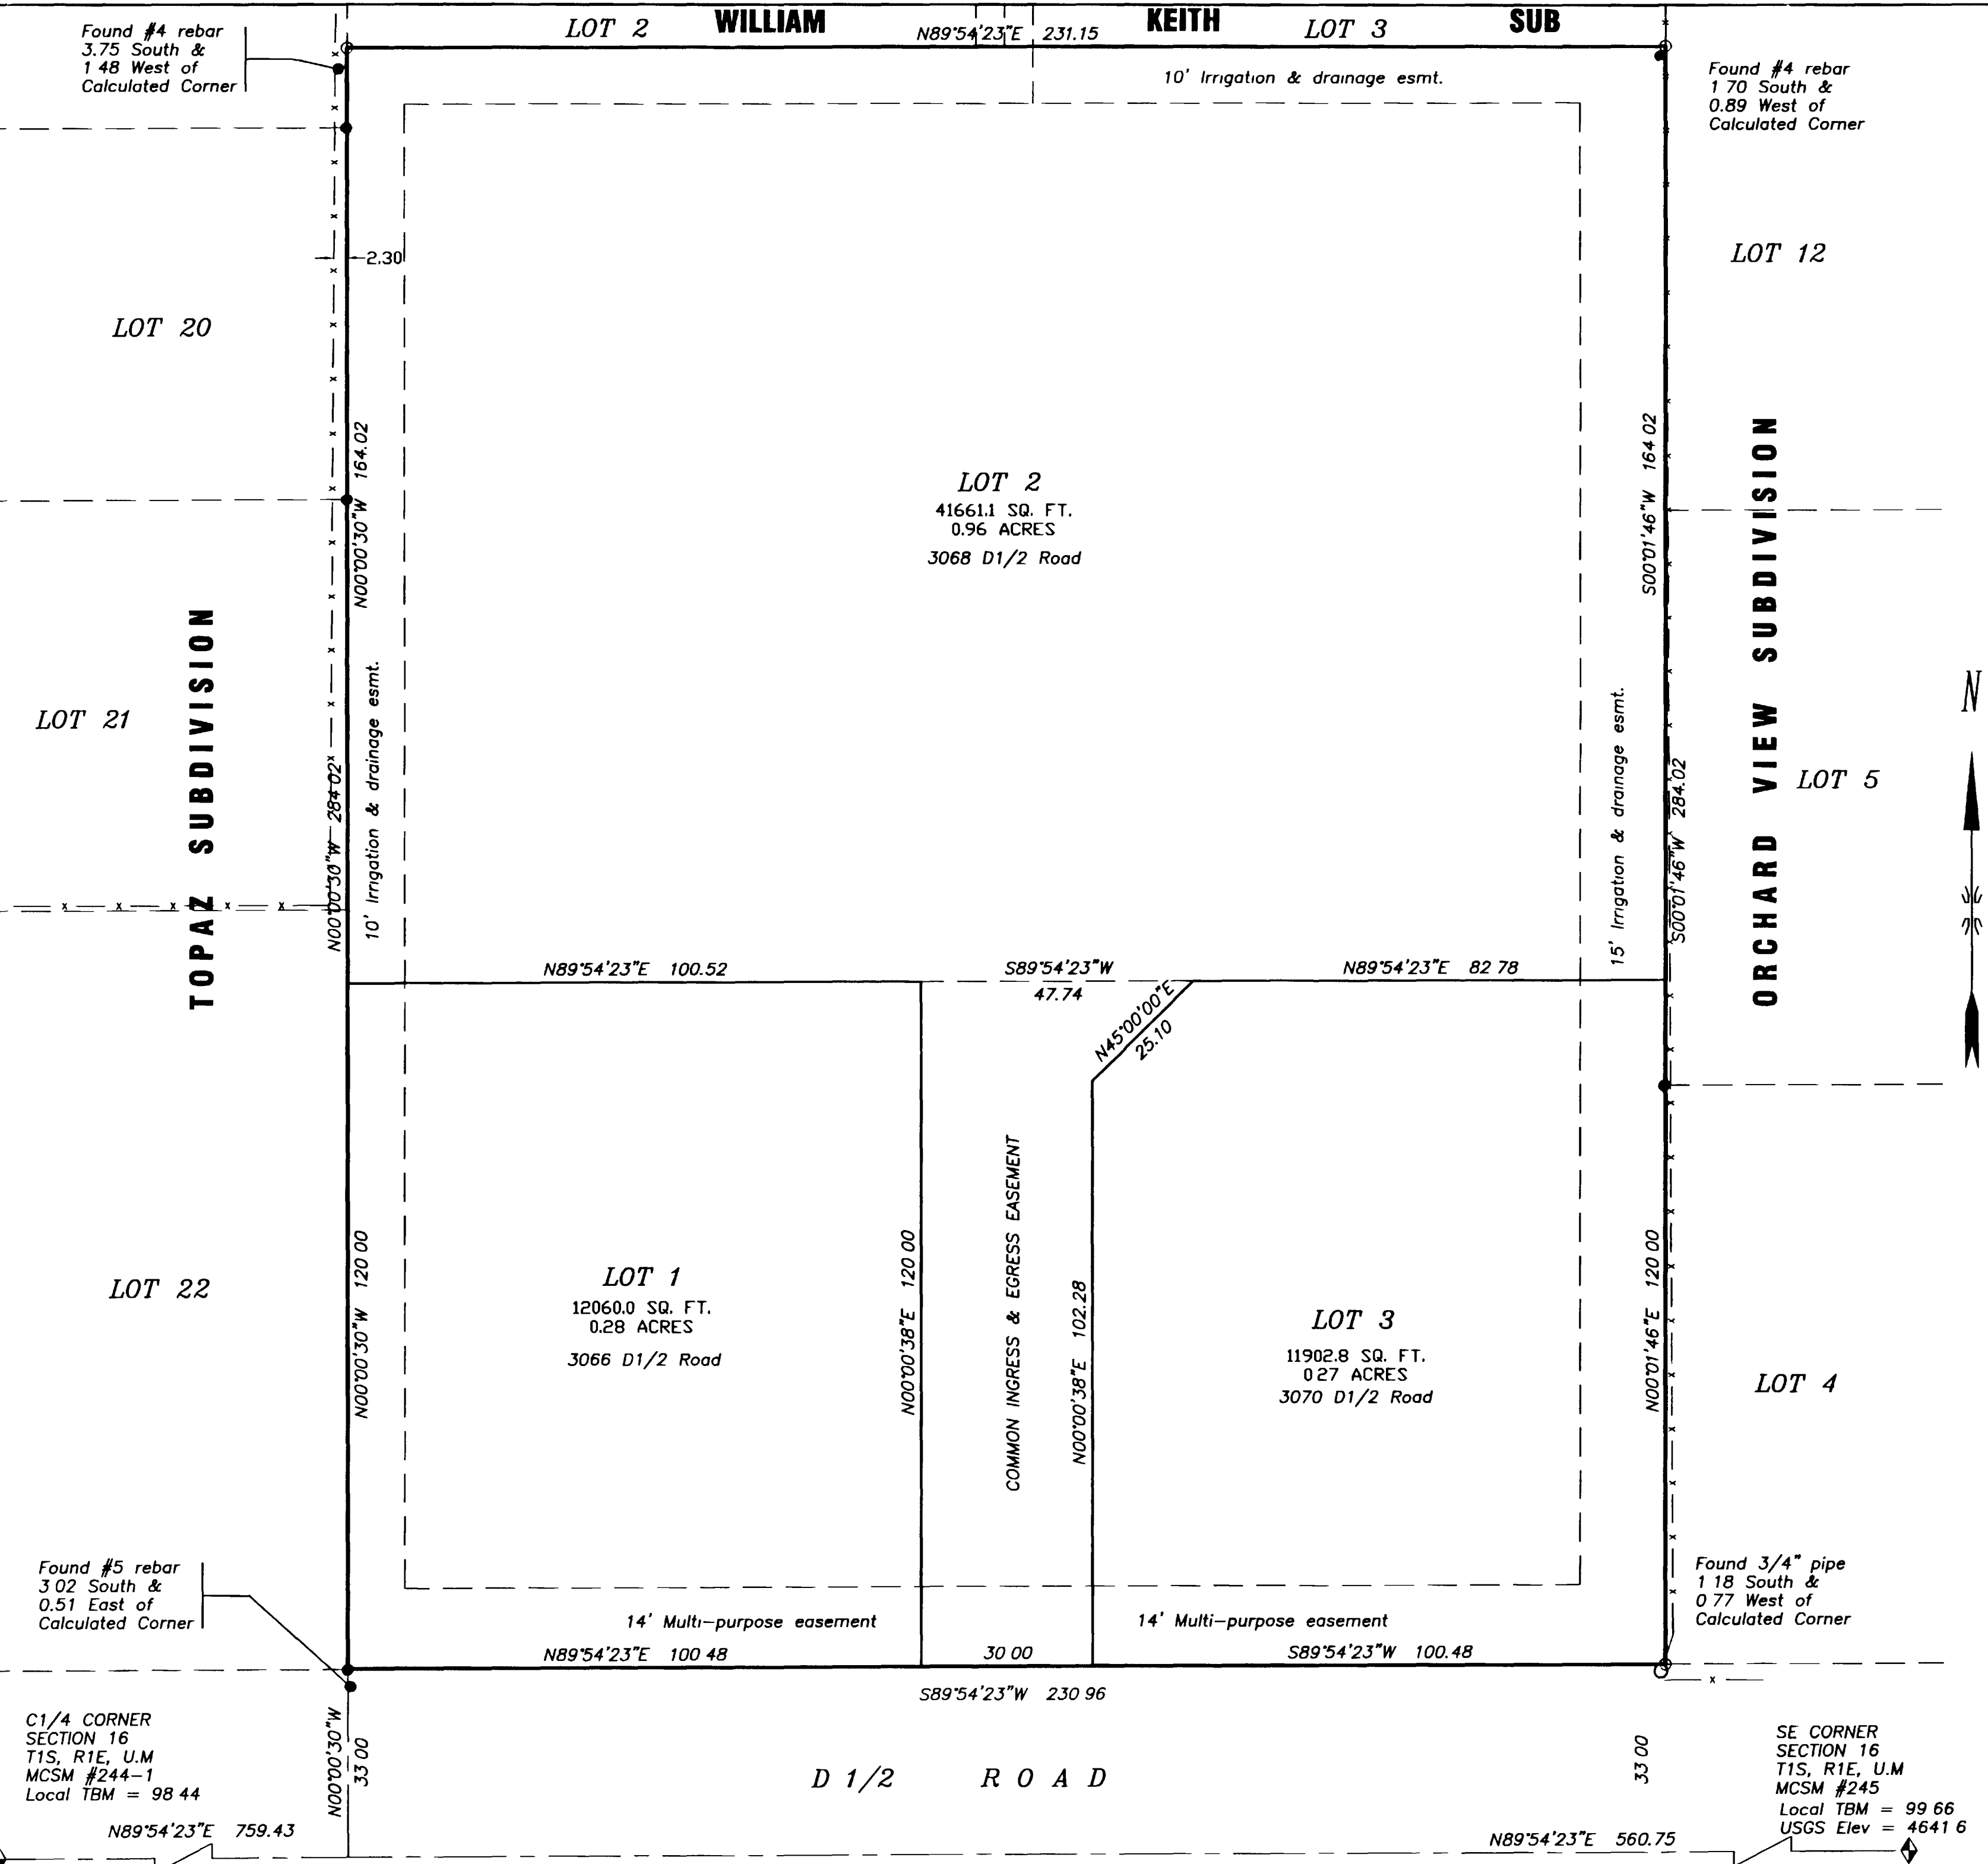 LOT 2 WILLIAM KEITH LOT 3 SUB
N89°54'23"E 231.15
Found #4 rebar
3.75 South &
1 48 West of
Calculated Corner
10' Irrigation & drainage esmt.
Found #4 rebar
1 70 South &
0.89 West of
Calculated Corner
2.30
LOT 12
LOT 20
N00°00'30"W 164.02
S00°01'46"W 164 02
LOT 2
41661.1 SQ. FT.
0.96 ACRES
3068 D1/2 Road
TOPAZ SUBDIVISION
ORCHARD VIEW SUBDIVISION
LOT 21
N00°00'30"W 284 02
10' Irrigation & drainage esmt.
15' Irrigation & drainage esmt.
S00°01'46"W 284.02
LOT 5
N
N89°54'23"E 100.52
S89°54'23"W
47.74
N89°54'23"E 82 78
N45°00'00"E
25.10
LOT 22
N00°00'30"W 120 00
LOT 1
12060.0 SQ. FT.
0.28 ACRES
3066 D1/2 Road
N00°00'38"E 120 00
COMMON INGRESS & EGRESS EASEMENT
N00°00'38"E 102.28
LOT 3
11902.8 SQ. FT.
0 27 ACRES
3070 D1/2 Road
N00°01'46"E 120 00
LOT 4
Found #5 rebar
3 02 South &
0.51 East of
Calculated Corner
14' Multi-purpose easement
14' Multi-purpose easement
Found 3/4" pipe
1 18 South &
0 77 West of
Calculated Corner
N89°54'23"E 100 48
30 00
S89°54'23"W 100.48
S89°54'23"W 230 96
C1/4 CORNER
SECTION 16
T1S, R1E, U.M
MCSM #244-1
Local TBM = 98 44
N00°00'30"W
33 00
D 1/2 ROAD
33 00
SE CORNER
SECTION 16
T1S, R1E, U.M
MCSM #245
Local TBM = 99 66
USGS Elev = 4641 6
N89°54'23"E 759.43
N89°54'23"E 560.75